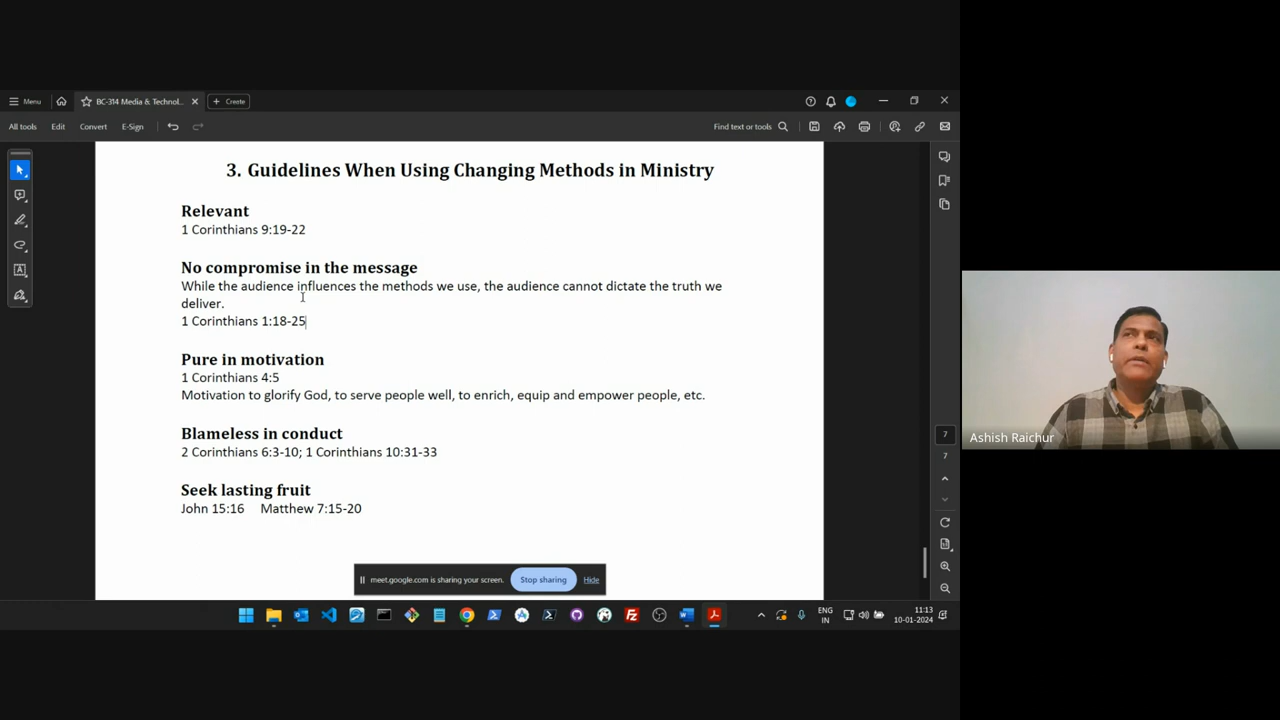 Menu
BC-314 Media & Technol...
Create
All tools
Edit
Convert
E-Sign
Find text or tools
3. Guidelines When Using Changing Methods in Ministry
Relevant
1 Corinthians 9:19-22
No compromise in the message
While the audience influences the methods we use, the audience cannot dictate the truth we
deliver.
1 Corinthians 1:18-25
Pure in motivation
1 Corinthians 4:5
Motivation to glorify God, to serve people well, to enrich, equip and empower people, etc.
Blameless in conduct
2 Corinthians 6:3-10; 1 Corinthians 10:31-33
Seek lasting fruit
John 15:16 Matthew 7:15-20
7
7
Ashish Raichur
meet.google.com is sharing your screen.
Stop sharing
Hide
ENG
IN
11:13
10-01-2024